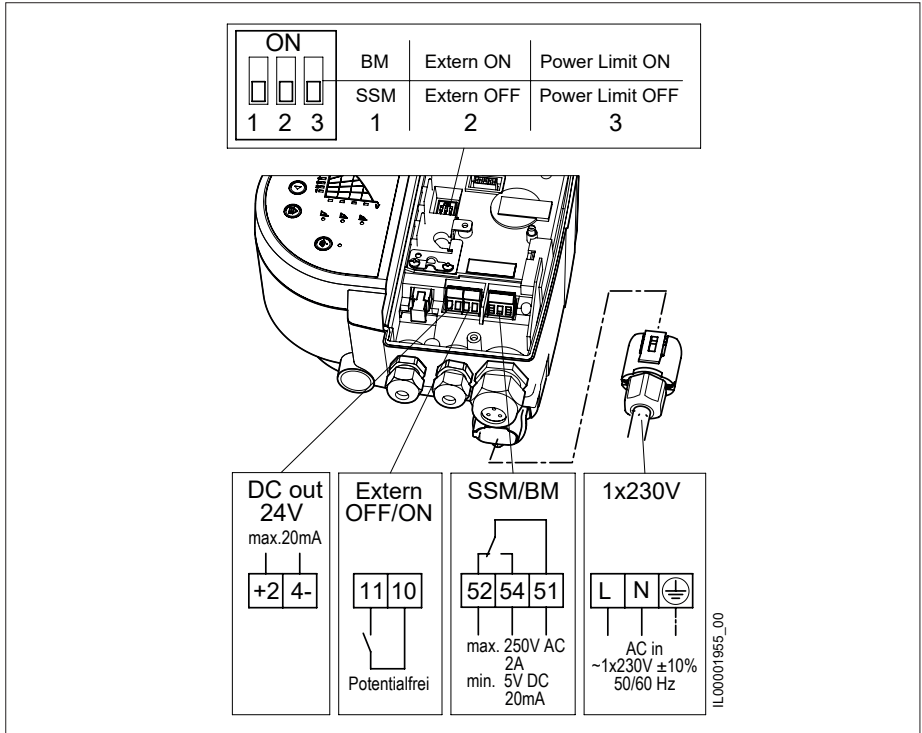 ON
1 2 3
BM Extern ON Power Limit ON
SSM Extern OFF Power Limit OFF
1 2 3
DC out
24V
max.20mA
+2 4-
Extern
OFF/ON
11 10
Potentialfrei
SSM/BM
52 54 51
max. 250V AC
2A
min. 5V DC
20mA
1x230V
L N
AC in
~1x230V ±10%
50/60 Hz
IL00001955_00